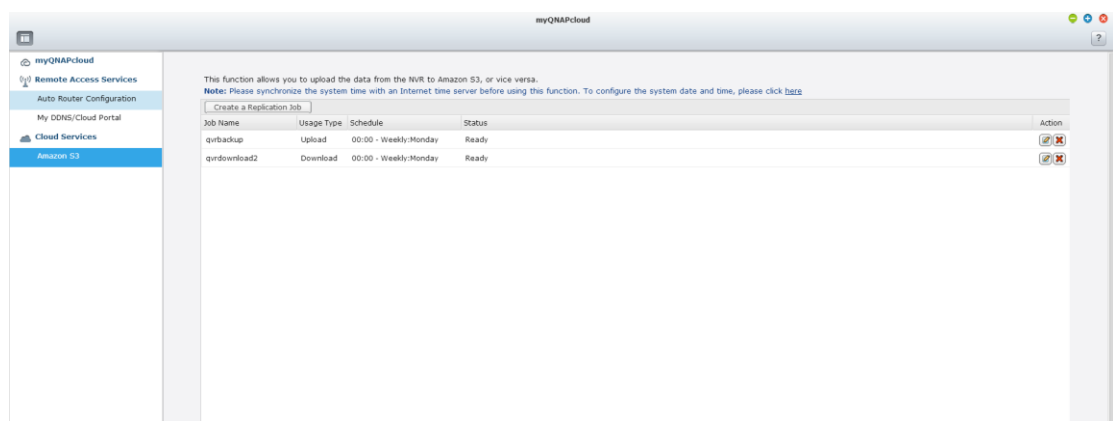 myQNAPcloud
?
myQNAPcloud
Remote Access Services
Auto Router Configuration
My DDNS/Cloud Portal
Cloud Services
Amazon S3
This function allows you to upload the data from the NVR to Amazon S3, or vice versa.
Note: Please synchronize the system time with an Internet time server before using this function. To configure the system date and time, please click here
Create a Replication Job
Job Name Usage Type Schedule Status Action
qvrbackup Upload 00:00 - Weekly:Monday Ready
qvrdownload2 Download 00:00 - Weekly:Monday Ready